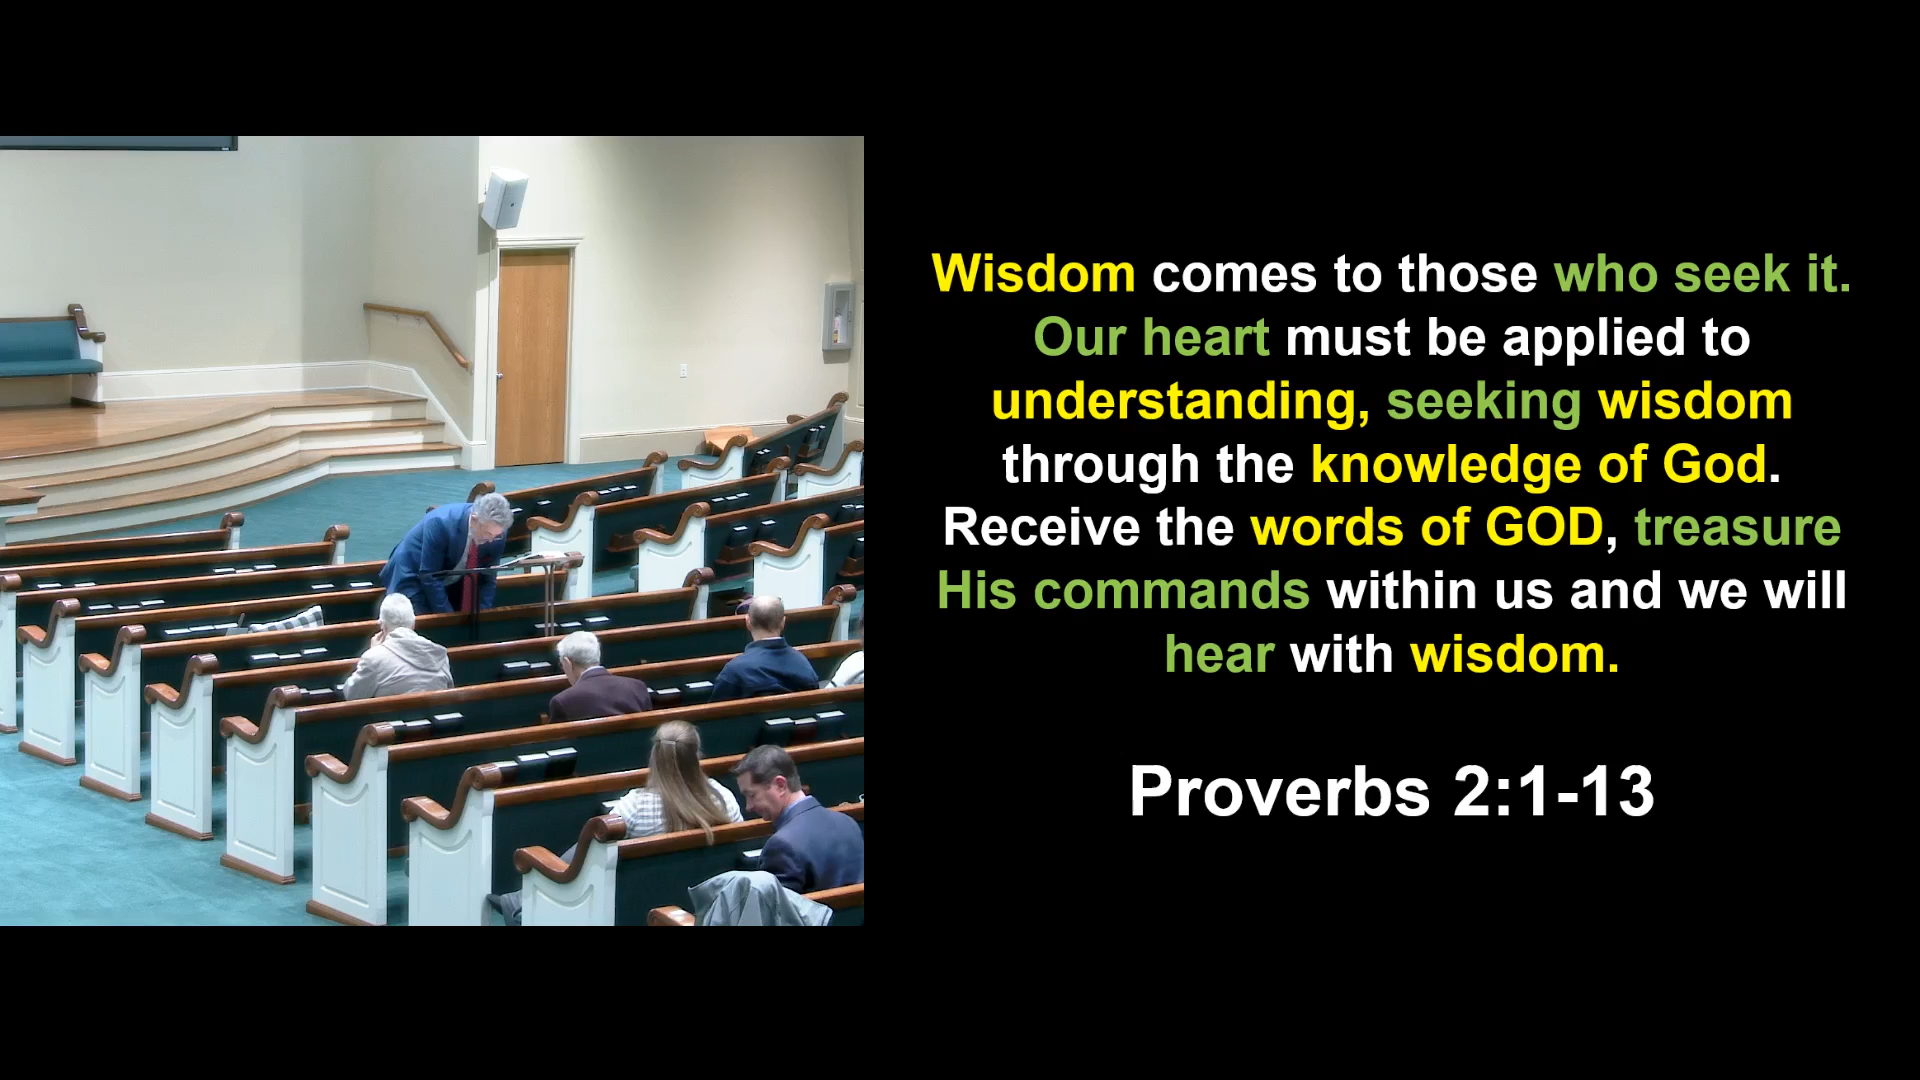 Wisdom comes to those who seek it.
Our heart must be applied to
understanding, seeking wisdom
through the knowledge of God.
Receive the words of GOD, treasure
His commands within us and we will
hear with wisdom.
Proverbs 2:1-13